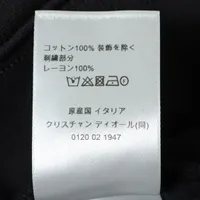 コットン100% 装飾を除く
刺繍部分
レーヨン100%
原産国 イタリア
クリスチャン ディオール(同)
0120 02 1947